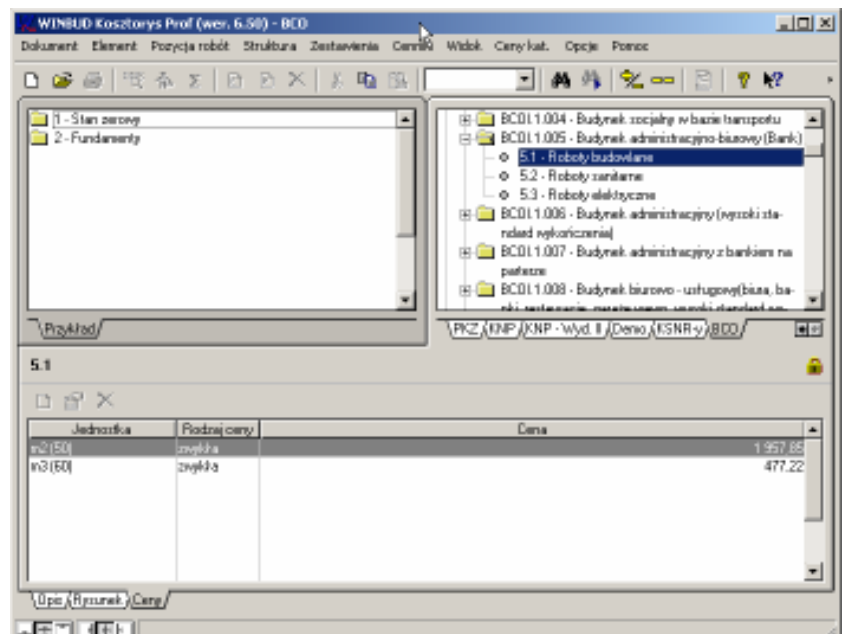 WINBUD Kosztorys Prof (wer. 6.50) - BCO
Dokument Element Pozycja robót Struktura Zestawienia Cenniki Widok Ceny kat. Opcje Pomoc
1 - Stan zerowy
2 - Fundamenty
Przykład
BCOI.1.004 - Budynek socjalny w bazie transportu
BCOI.1.005 - Budynek administracyjno-biurowy (Bank)
5.1 - Roboty budowlane
5.2 - Roboty sanitarne
5.3 - Roboty elektryczne
BCOI.1.006 - Budynek administracyjny (wysoki sta-
ndard wykończenia)
BCOI.1.007 - Budynek administracyjny z bankiem na
parterze
BCOI.1.008 - Budynek biurowo - usługowy(biura, ba-
PKZ KNP KNP - Wyd. II Demo KSNR-y BCO
5.1
Jednostka Rodzaj ceny Cena
m2 (50) zwykła 1 957.85
m3 (60) zwykła 477.22
Opis Rysunek Ceny